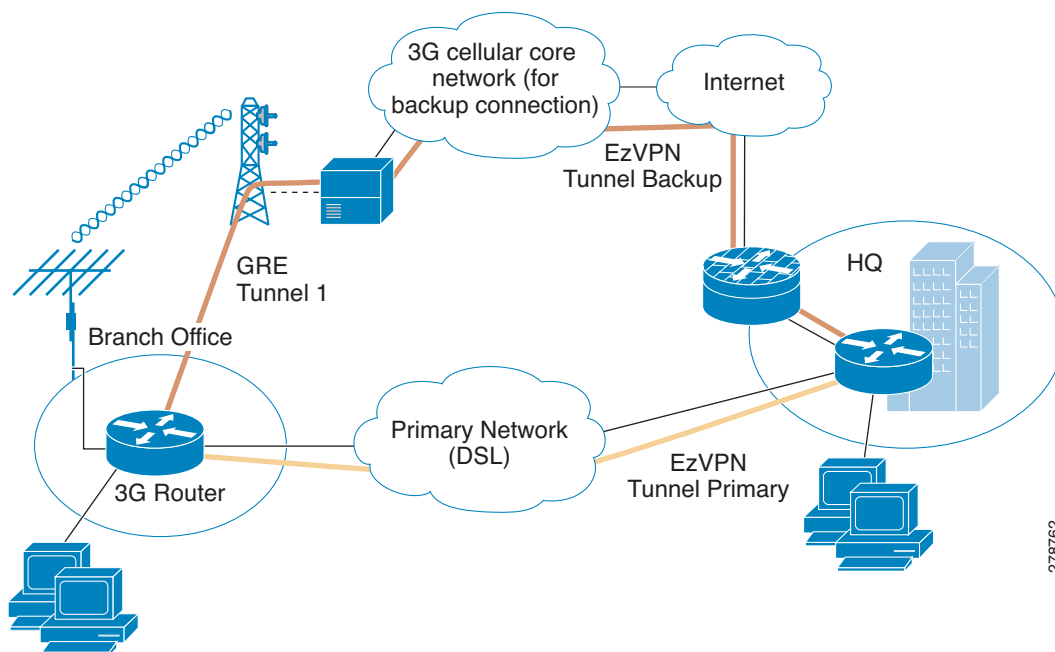 3G cellular core
network (for
backup connection)
Internet
EzVPN
Tunnel Backup
GRE
Tunnel 1
HQ
Branch Office
Primary Network
(DSL)
EzVPN
Tunnel Primary
3G Router
278762